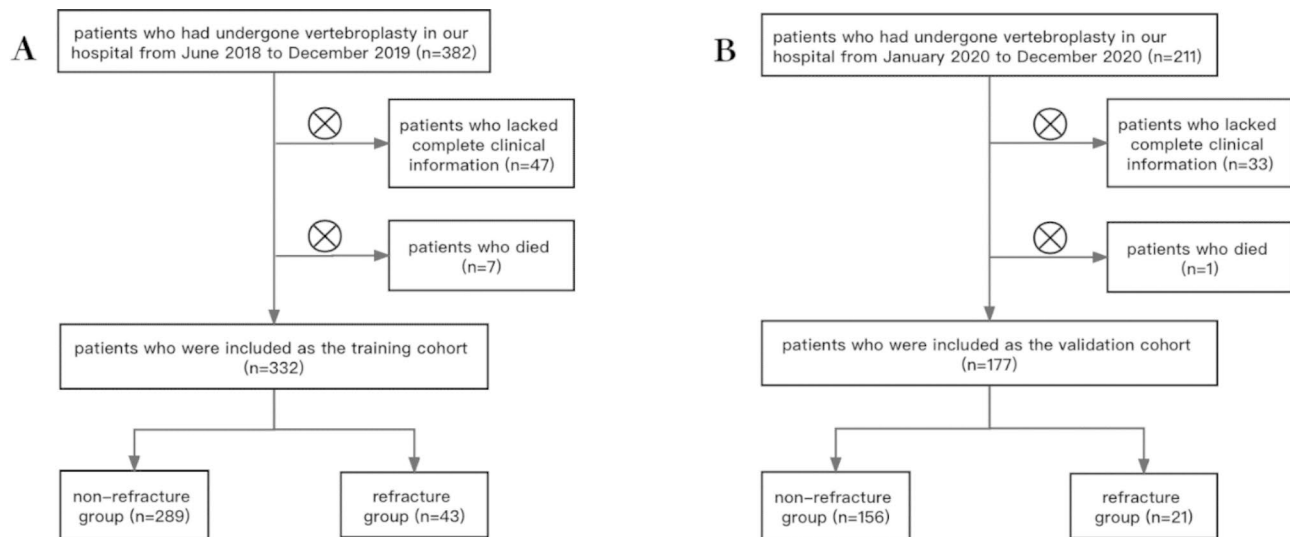 A
patients who had undergone vertebroplasty in our
hospital from June 2018 to December 2019 (n=382)
patients who lacked
complete clinical
information (n=47)
patients who died
(n=7)
patients who were included as the training cohort
(n=332)
non-refracture
group (n=289)
refracture
group (n=43)
B
patients who had undergone vertebroplasty in our
hospital from January 2020 to December 2020 (n=211)
patients who lacked
complete clinical
information (n=33)
patients who died
(n=1)
patients who were included as the validation cohort
(n=177)
non-refracture
group (n=156)
refracture
group (n=21)